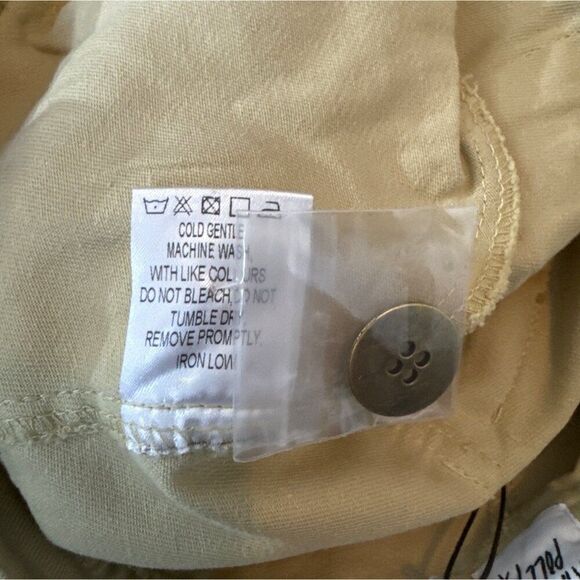 COLD GENTLE
MACHINE WASH,
WITH LIKE COLOURS
DO NOT BLEACH, DO NOT
TUMBLE DRY.
REMOVE PROMPTLY.
IRON LOW